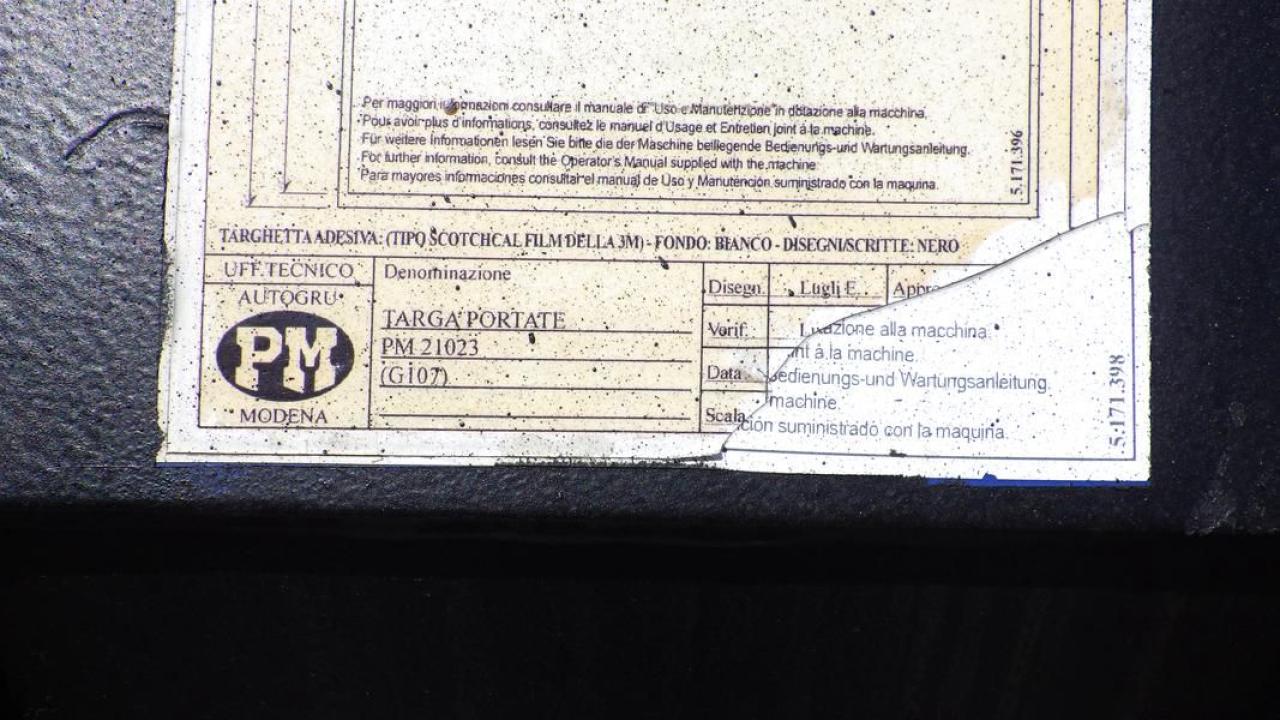 Per maggiori informazioni consultare il manuale di Uso e Manutenzione in dotazione alla macchina.
Pour avoir plus d'informations, consultez le manuel d'Usage et Entretien joint à la machine.
Für weitere Informationen lesen Sie bitte die der Maschine beiliegende Bedienungs-und Wartungsanleitung.
For further information, consult the Operator's Manual supplied with the machine
Para mayores informaciones consultar el manual de Uso y Manutención suministrado con la maquina.
5.171.396
TARGHETTA ADESIVA: (TIPO SCOTCHCAL FILM DELLA 3M) - FONDO: BIANCO - DISEGNI/SCRITTE: NERO
UFF.TECNICO
AUTOGRU
PM
MODENA
Denominazione
TARGA PORTATE
PM 21023
(G107)
Disegn. Lugli E. Appr
Verif.
Data
Scala
azione alla macchina.
nt à la machine.
edienungs-und Wartungsanleitung.
machine.
ción suministrado con la maquina.
5.171.398